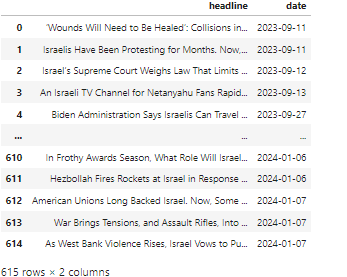 headline date
0 'Wounds Will Need to Be Healed': Collisions in... 2023-09-11
1 Israelis Have Been Protesting for Months. Now,... 2023-09-11
2 Israel's Supreme Court Weighs Law That Limits ... 2023-09-12
3 An Israeli TV Channel for Netanyahu Fans Rapid... 2023-09-13
4 Biden Administration Says Israelis Can Travel ... 2023-09-27
... ... ...
610 In Frothy Awards Season, What Role Will Israel... 2024-01-06
611 Hezbollah Fires Rockets at Israel in Response ... 2024-01-06
612 American Unions Long Backed Israel. Now, Some ... 2024-01-07
613 War Brings Tensions, and Assault Rifles, Into ... 2024-01-07
614 As West Bank Violence Rises, Israel Vows to Pu... 2024-01-07
615 rows × 2 columns